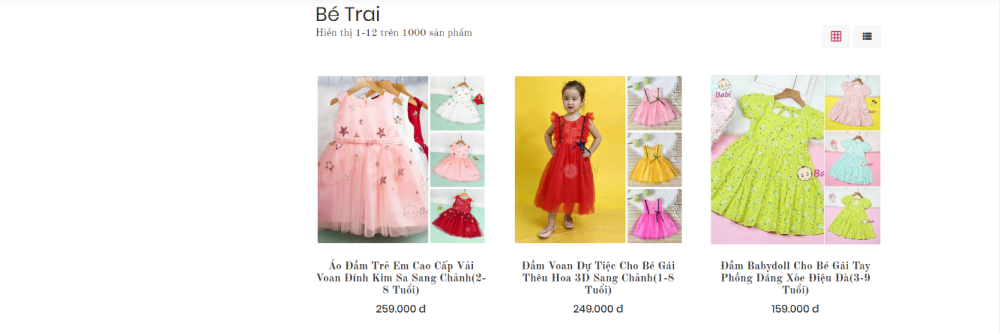 Bé Trai
Hiển thị 1-12 trên 1000 sản phẩm
Babi
Áo Đầm Trẻ Em Cao Cấp Vải
Voan Đính Kim Sa Sang Chảnh(2-
8 Tuổi)
259.000 đ
Đầm Voan Dự Tiệc Cho Bé Gái
Thêu Hoa 3D Sang Chảnh(1-8
Tuổi)
249.000 đ
Đầm Babydoll Cho Bé Gái Tay
Phồng Dáng Xòe Điệu Đà(3-9
Tuổi)
159.000 đ